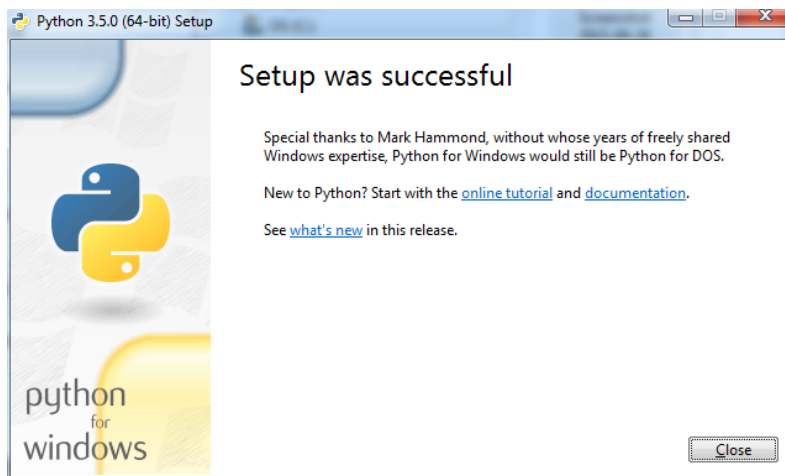 Python 3.5.0 (64-bit) Setup
Setup was successful
Special thanks to Mark Hammond, without whose years of freely shared
Windows expertise, Python for Windows would still be Python for DOS.
New to Python? Start with the online tutorial and documentation.
See what's new in this release.
python
for
windows
Close